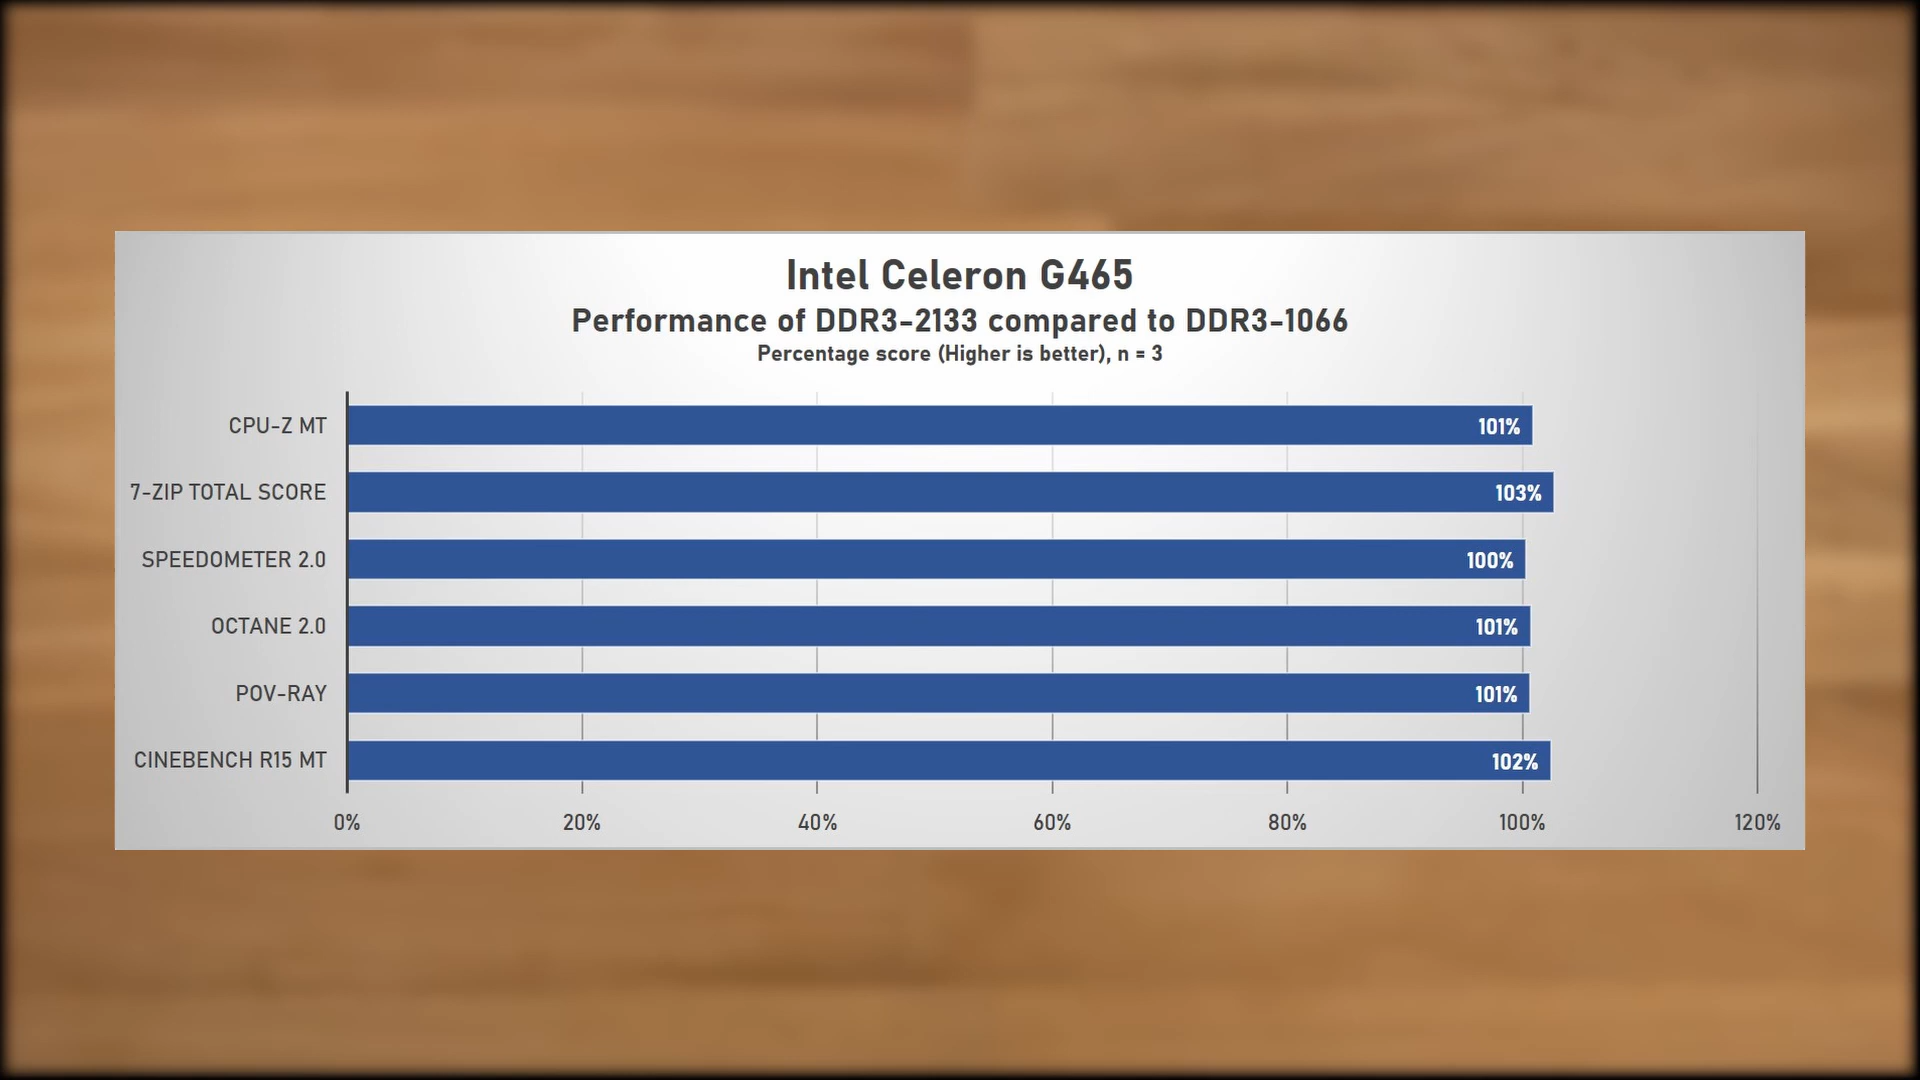 Intel Celeron G465
Performance of DDR3-2133 compared to DDR3-1066
Percentage score (Higher is better), n = 3
CPU-Z MT 101%
7-ZIP TOTAL SCORE 103%
SPEEDOMETER 2.0 100%
OCTANE 2.0 101%
POV-RAY 101%
CINEBENCH R15 MT 102%
0% 20% 40% 60% 80% 100% 120%